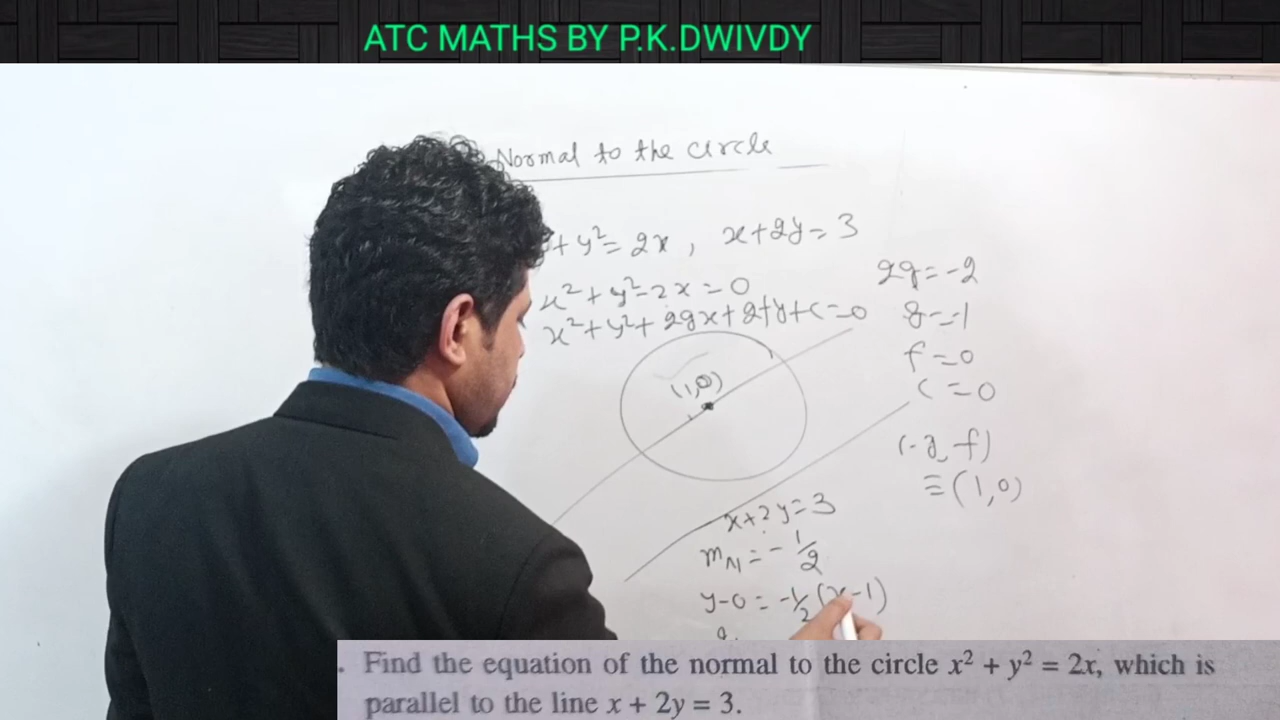 ATC MATHS BY P.K.DWIVDY
Normal to the circle
+ y² = 2x , x+2y = 3
x² + y² - 2x = 0
x² + y² + 2gx + 2fy + c = 0
2g = -2
g = -1
f = 0
c = 0
(-g, -f)
≡ (1,0)
(1,0)
x+2y = 3
m_N = - 1/2
y-0 = -1/2 (x-1)
. Find the equation of the normal to the circle x² + y² = 2x, which is
parallel to the line x + 2y = 3.